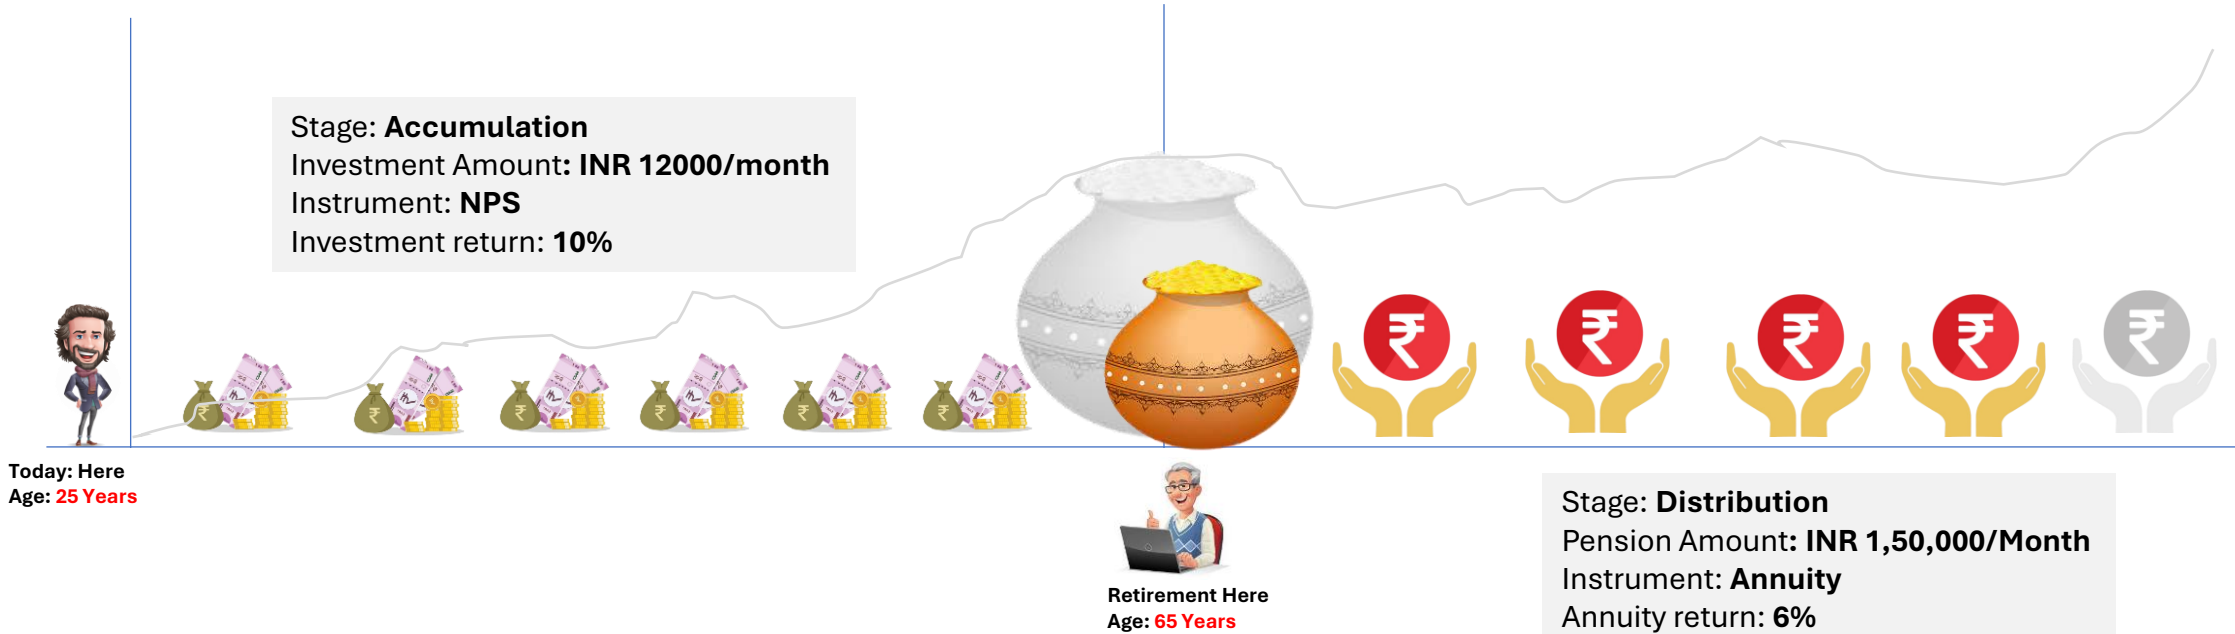 Stage: Accumulation
Investment Amount: INR 12000/month
Instrument: NPS
Investment return: 10%
Today: Here
Age: 25 Years
Retirement Here
Age: 65 Years
Stage: Distribution
Pension Amount: INR 1,50,000/Month
Instrument: Annuity
Annuity return: 6%